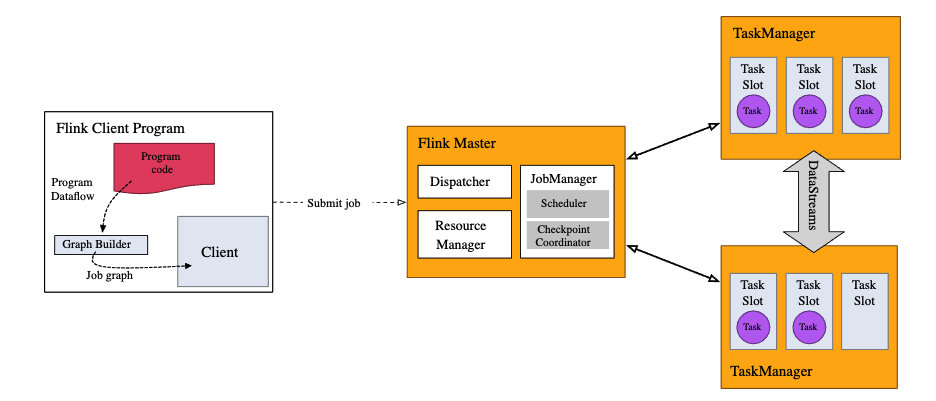 Flink Client Program
Program
code
Program
Dataflow
Graph Builder
Job graph
Client
Submit job
Flink Master
Dispatcher
Resource
Manager
JobManager
Scheduler
Checkpoint
Coordinator
TaskManager
Task
Slot
Task
Task
Slot
Task
Task
Slot
Task
DataStreams
Task
Slot
Task
Task
Slot
Task
Task
Slot
TaskManager